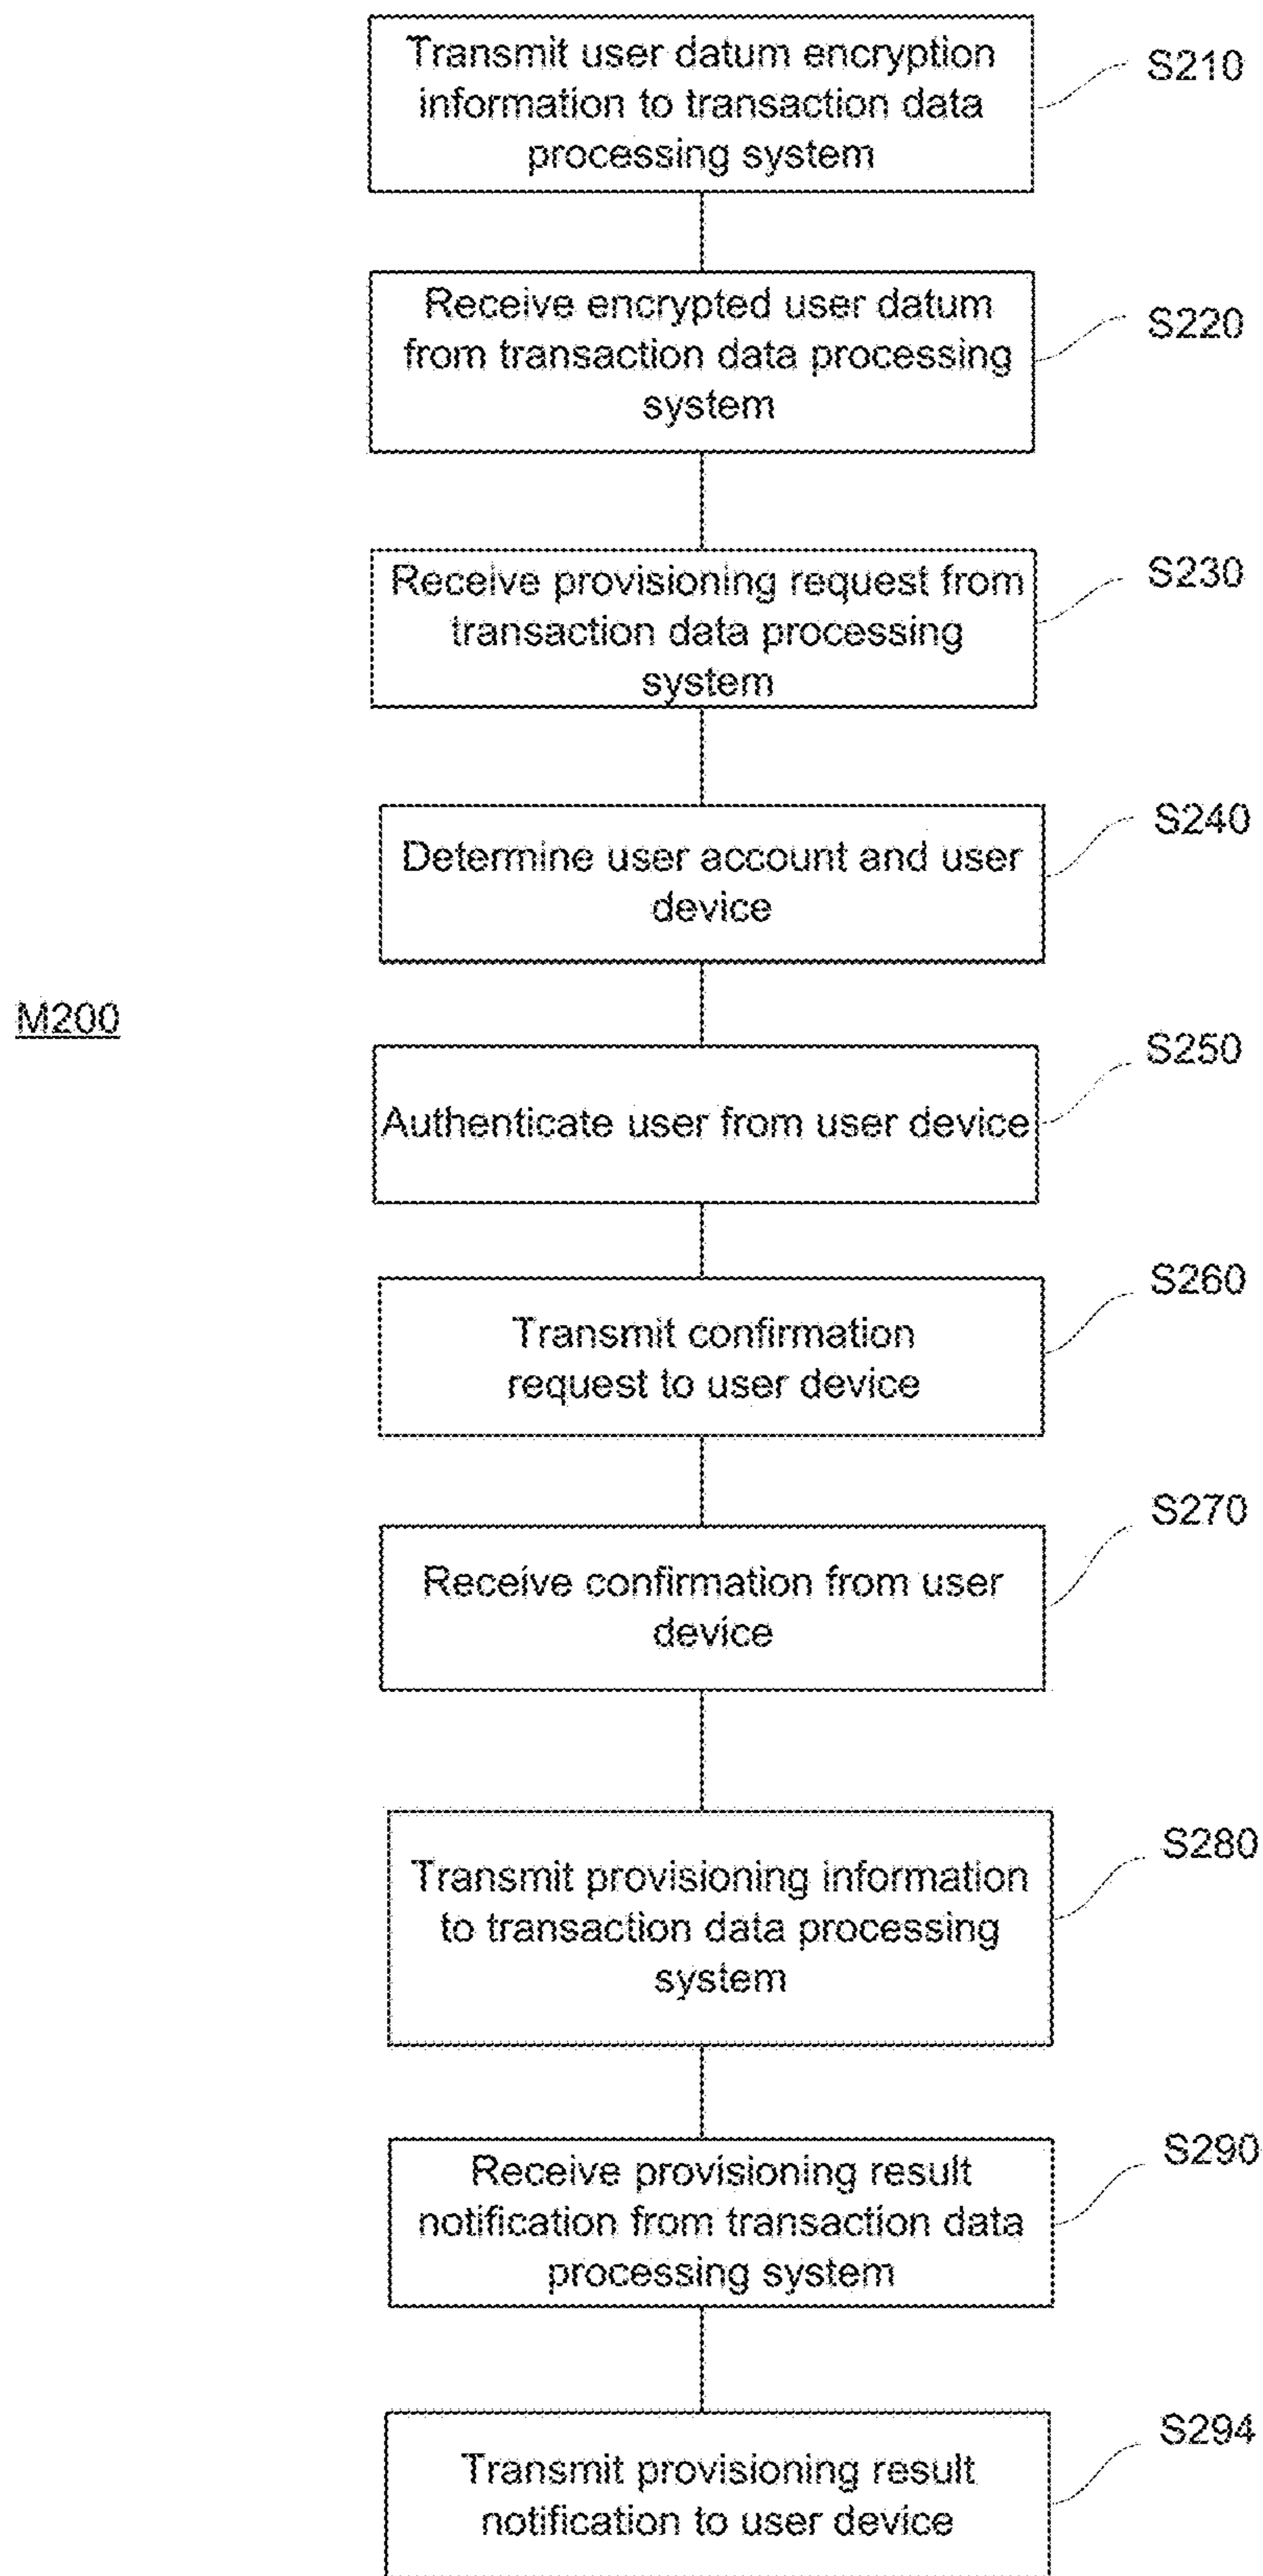 Transmit user datum encryption
information to transaction data
processing system
S210
Receive encrypted user datum
from transaction data processing
system
S220
Receive provisioning request from
transaction data processing
system
S230
Determine user account and user
device
S240
M200
Authenticate user from user device
S250
Transmit confirmation
request to user device
S260
Receive confirmation from user
device
S270
Transmit provisioning information
to transaction data processing
system
S280
Receive provisioning result
notification from transaction data
processing system
S290
Transmit provisioning result
notification to user device
S294